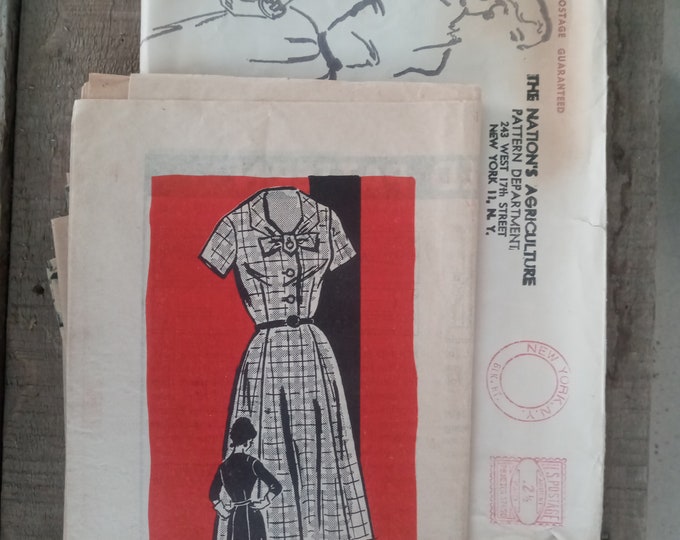 POSTAGE GUARANTEED
THE NATION'S AGRICULTURE
PATTERN DEPARTMENT,
243 WEST 17th STREET
NEW YORK 11, N. Y.
NEW YORK, N.Y.
U.S. POSTAGE
2½